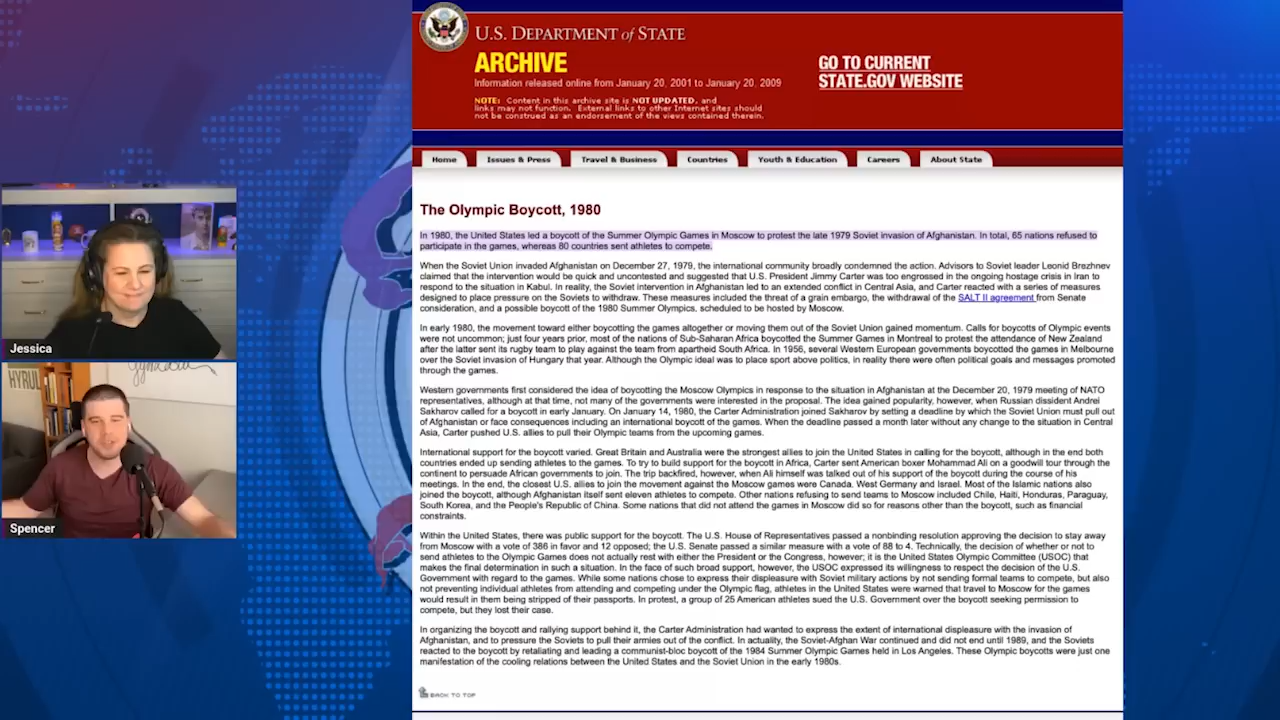 U.S. DEPARTMENT of STATE
ARCHIVE
Information released online from January 20, 2001 to January 20, 2009
NOTE: Content in this archive site is NOT UPDATED, and
links may not function. External links to other Internet sites should
not be construed as an endorsement of the views contained therein.
GO TO CURRENT
STATE.GOV WEBSITE
Home
Issues & Press
Travel & Business
Countries
Youth & Education
Careers
About State
The Olympic Boycott, 1980
In 1980, the United States led a boycott of the Summer Olympic Games in Moscow to protest the late 1979 Soviet invasion of Afghanistan. In total, 65 nations refused to
participate in the games, whereas 80 countries sent athletes to compete.
When the Soviet Union invaded Afghanistan on December 27, 1979, the international community broadly condemned the action. Advisors to Soviet leader Leonid Brezhnev
claimed that the intervention would be quick and uncontested and suggested that U.S. President Jimmy Carter was too engrossed in the ongoing hostage crisis in Iran to
respond to the situation in Kabul. In reality, the Soviet intervention in Afghanistan led to an extended conflict in Central Asia, and Carter reacted with a series of measures
designed to place pressure on the Soviets to withdraw. These measures included the threat of a grain embargo, the withdrawal of the SALT II agreement from Senate
consideration, and a possible boycott of the 1980 Summer Olympics, scheduled to be hosted by Moscow.
In early 1980, the movement toward either boycotting the games altogether or moving them out of the Soviet Union gained momentum. Calls for boycotts of Olympic events
were not uncommon; just four years prior, most of the nations of Sub-Saharan Africa boycotted the Summer Games in Montreal to protest the attendance of New Zealand
after the latter sent its rugby team to play against the team from apartheid South Africa. In 1956, several Western European governments boycotted the games in Melbourne
over the Soviet invasion of Hungary that year. Although the Olympic ideal was to place sport above politics, in reality there were often political goals and messages promoted
through the games.
Western governments first considered the idea of boycotting the Moscow Olympics in response to the situation in Afghanistan at the December 20, 1979 meeting of NATO
representatives, although at that time, not many of the governments were interested in the proposal. The idea gained popularity, however, when Russian dissident Andrei
Sakharov called for a boycott in early January. On January 14, 1980, the Carter Administration joined Sakharov by setting a deadline by which the Soviet Union must pull out
of Afghanistan or face consequences including an international boycott of the games. When the deadline passed a month later without any change to the situation in Central
Asia, Carter pushed U.S. allies to pull their Olympic teams from the upcoming games.
International support for the boycott varied. Great Britain and Australia were the strongest allies to join the United States in calling for the boycott, although in the end both
countries ended up sending athletes to the games. To try to build support for the boycott in Africa, Carter sent American boxer Mohammad Ali on a goodwill tour through the
continent to persuade African governments to join. The trip backfired, however, when Ali himself was talked out of his support of the boycott during the course of his
meetings. In the end, the closest U.S. allies to join the movement against the Moscow games were Canada, West Germany and Israel. Most of the Islamic nations also
joined the boycott, although Afghanistan itself sent eleven athletes to compete. Other nations refusing to send teams to Moscow included Chile, Haiti, Honduras, Paraguay,
South Korea, and the People's Republic of China. Some nations that did not attend the games in Moscow did so for reasons other than the boycott, such as financial
constraints.
Within the United States, there was public support for the boycott. The U.S. House of Representatives passed a nonbinding resolution approving the decision to stay away
from Moscow with a vote of 386 in favor and 12 opposed; the U.S. Senate passed a similar measure with a vote of 88 to 4. Technically, the decision of whether or not to
send athletes to the Olympic Games does not actually rest with either the President or the Congress, however; it is the United States Olympic Committee (USOC) that
makes the final determination in such a situation. In the face of such broad support, however, the USOC expressed its willingness to respect the decision of the U.S.
Government with regard to the games. While some nations chose to express their displeasure with Soviet military actions by not sending formal teams to compete, but also
not preventing individual athletes from attending and competing under the Olympic flag, athletes in the United States were warned that travel to Moscow for the games
would result in them being stripped of their passports. In protest, a group of 25 American athletes sued the U.S. Government over the boycott seeking permission to
compete, but they lost their case.
In organizing the boycott and rallying support behind it, the Carter Administration had wanted to express the extent of international displeasure with the invasion of
Afghanistan, and to pressure the Soviets to pull their armies out of the conflict. In actuality, the Soviet-Afghan War continued and did not end until 1989, and the Soviets
reacted to the boycott by retaliating and leading a communist-bloc boycott of the 1984 Summer Olympic Games held in Los Angeles. These Olympic boycotts were just one
manifestation of the cooling relations between the United States and the Soviet Union in the early 1980s.
BACK TO TOP
Jessica
HYRUL
Spencer